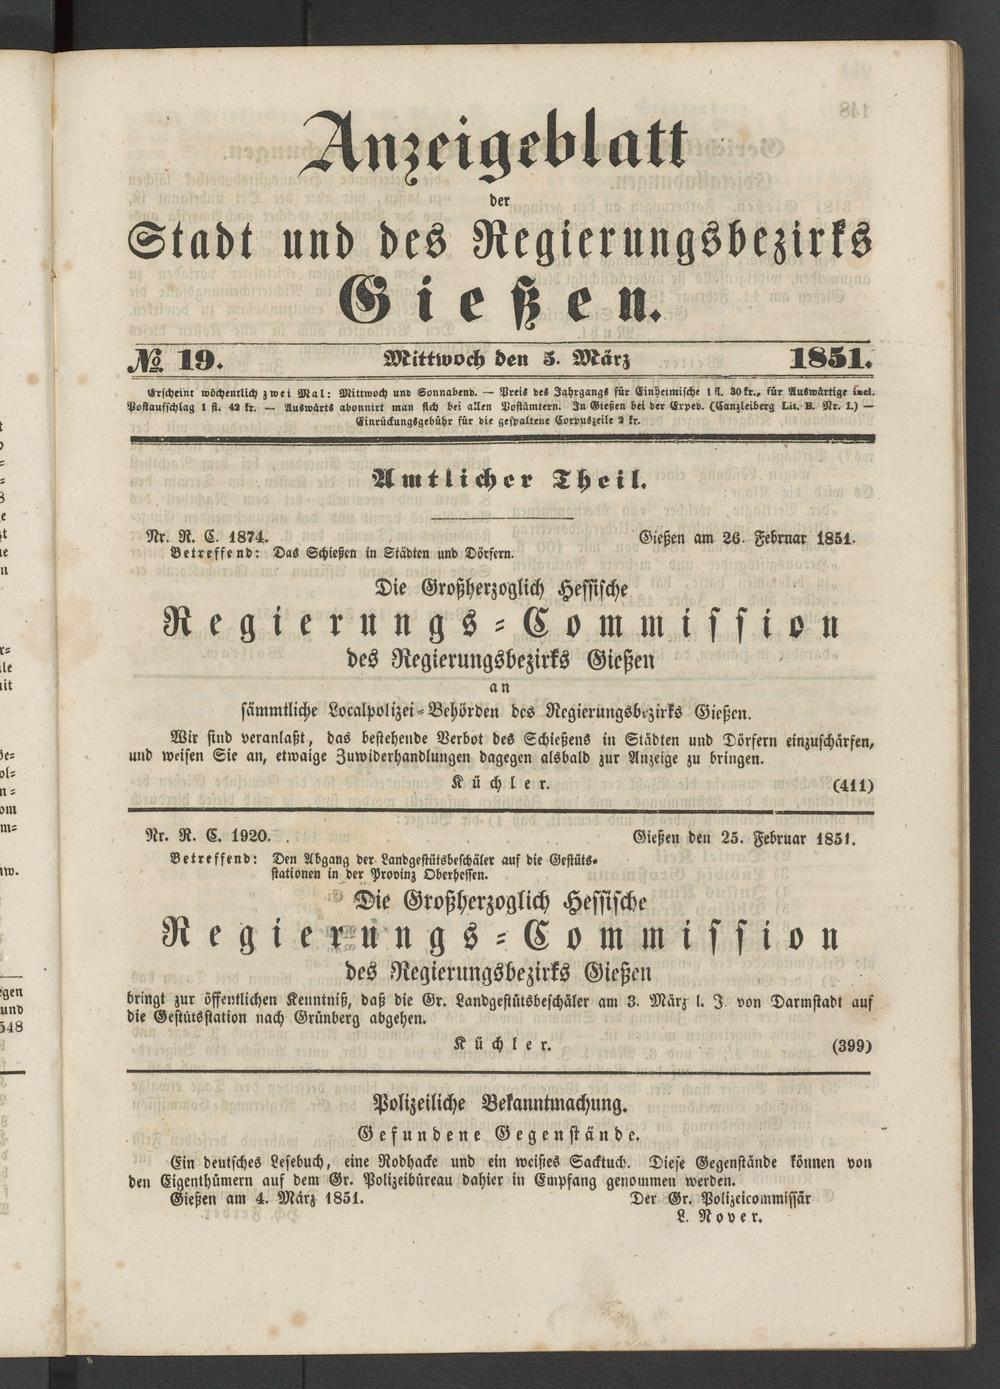 Anzeigeblatt
der
Stadt und des Regierungsbezirks
Gießen.
No. 19. Mittwoch den 5. März 1851.
Erscheint wöchentlich zwei Mal: Mittwoch und Sonnabend. — Preis des Jahrgangs für Einheimische 1 fl. 30 kr., für Auswärtige incl.
Postaufschlag 1 fl. 42 kr. — Auswärts abonnirt man sich bei allen Postämtern. In Gießen bei der Exped. (Canzleiberg Lit. B. Nr. 1.) —
Einrückungsgebühr für die gespaltene Corpuszeile 2 kr.
Amtlicher Theil.
Nr. R. C. 1874. Gießen am 26. Februar 1851.
Betreffend: Das Schießen in Städten und Dörfern.
Die Großherzoglich Hessische
Regierungs-Commission
des Regierungsbezirks Gießen
an
sämmtliche Localpolizei-Behörden des Regierungsbezirks Gießen.
Wir sind veranlaßt, das bestehende Verbot des Schießens in Städten und Dörfern einzuschärfen,
und weisen Sie an, etwaige Zuwiderhandlungen dagegen alsbald zur Anzeige zu bringen.
Küchler. (411)
Nr. R. C. 1920. Gießen den 25. Februar 1851.
Betreffend: Den Abgang der Landgestütsbeschäler auf die Gestüts-
stationen in der Provinz Oberhessen.
Die Großherzoglich Hessische
Regierungs-Commission
des Regierungsbezirks Gießen
bringt zur öffentlichen Kenntniß, daß die Gr. Landgestütsbeschäler am 3. März l. J. von Darmstadt auf
die Gestütsstation nach Grünberg abgehen.
Küchler. (399)
Polizeiliche Bekanntmachung.
Gefundene Gegenstände.
Ein deutsches Lesebuch, eine Rodhacke und ein weißes Sacktuch. Diese Gegenstände können von
den Eigenthümern auf dem Gr. Polizeibüreau dahier in Empfang genommen werden.
Gießen am 4. März 1851. Der Gr. Polizeicommissär
L. Nover.